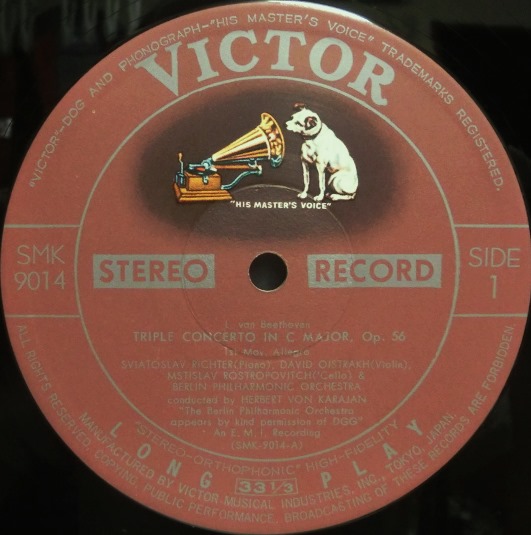 "VICTOR"-DOG AND PHONOGRAPH-"HIS MASTER'S VOICE" TRADEMARKS REGISTERED.
VICTOR
"HIS MASTER'S VOICE"
SMK
9014
STEREO RECORD
SIDE
1
L. van Beethoven
TRIPLE CONCERTO IN C MAJOR, Op. 56
1st Mov. Allegro
SVIATOSLAV RICHTER(Piano), DAVID OISTRAKH(Violin),
MSTISLAV ROSTROPOVITCH('Cello) &
BERLIN PHILHARMONIC ORCHESTRA
conducted by HERBERT VON KARAJAN
"The Berlin Philharmonic Orchestra
appears by kind permission of DGG"
An E.M.I. Recording
(SMK-9014-A)
"STEREO-ORTHOPHONIC" HIGH-FIDELITY
LONG PLAY
33 1/3
MANUFACTURED BY VICTOR MUSICAL INDUSTRIES, INC., TOKYO, JAPAN.
ALL RIGHTS RESERVED. COPYING, PUBLIC PERFORMANCE, BROADCASTING OF THESE RECORDS ARE FORBIDDEN.